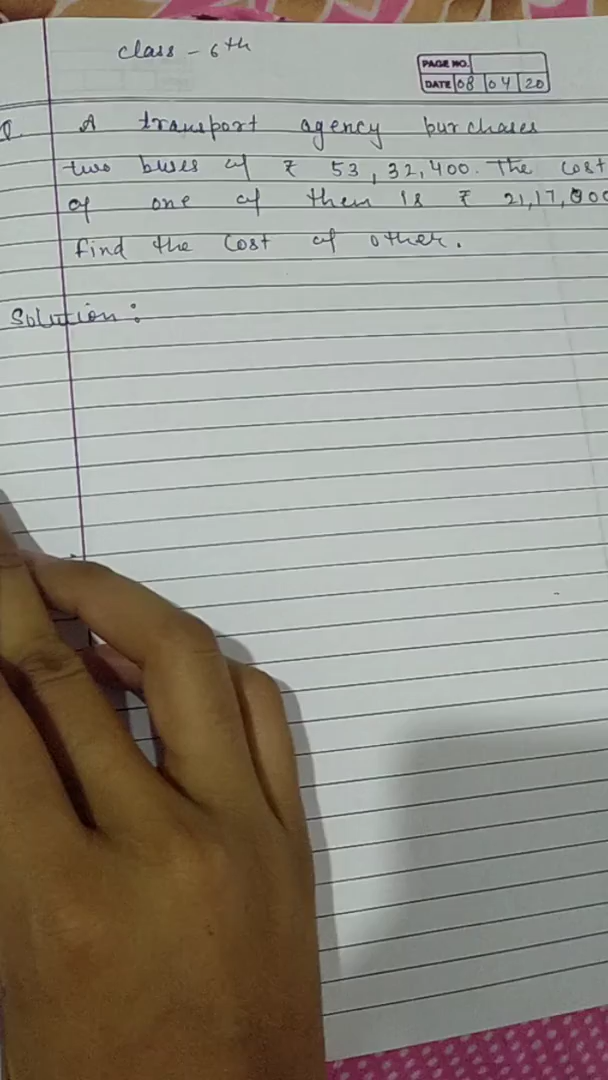 Class - 6th
PAGE NO.
DATE 08 04 20
Q. A transport agency purchases
two buses of ₹ 53,32,400. The cost
of one of them is ₹ 21,17,000
find the cost of other.
Solution :